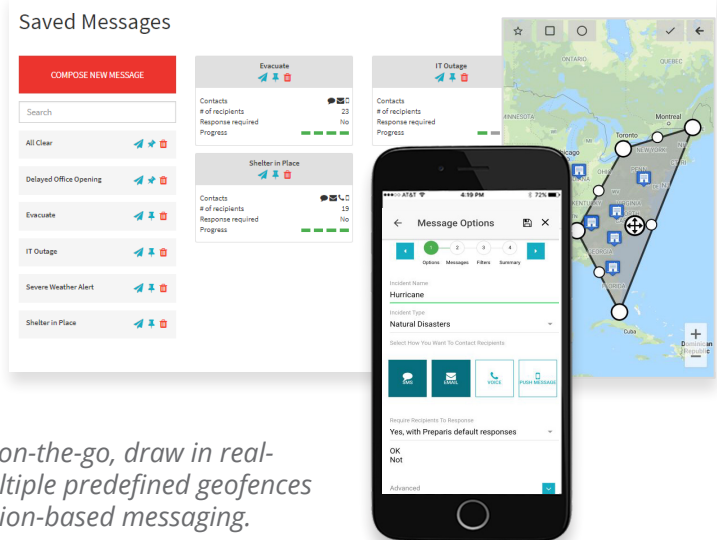 Saved Messages
COMPOSE NEW MESSAGE
Search
All Clear
Delayed Office Opening
Evacuate
IT Outage
Severe Weather Alert
Shelter in Place
Evacuate
Contacts
# of recipients 23
Response required No
Progress
Shelter in Place
Contacts
# of recipients 19
Response required No
Progress
IT Outage
Contacts
# of recipients
Response required
Progress
AT&T 4:19 PM 72%
Message Options
1 2 3 4
Options Messages Filters Summary
Incident Name
Hurricane
Incident Type
Natural Disasters
Select How You Want To Contact Recipients
SMS EMAIL VOICE PUSH MESSAGE
Require Recipients To Response
Yes, with Preparis default responses
OK
Not
Advanced
ONTARIO
QUEBEC
MINNESOTA
Montreal
Toronto
NEW YORK
Cuba
Dominican
Republic
on-the-go, draw in real-
ltiple predefined geofences
ion-based messaging.